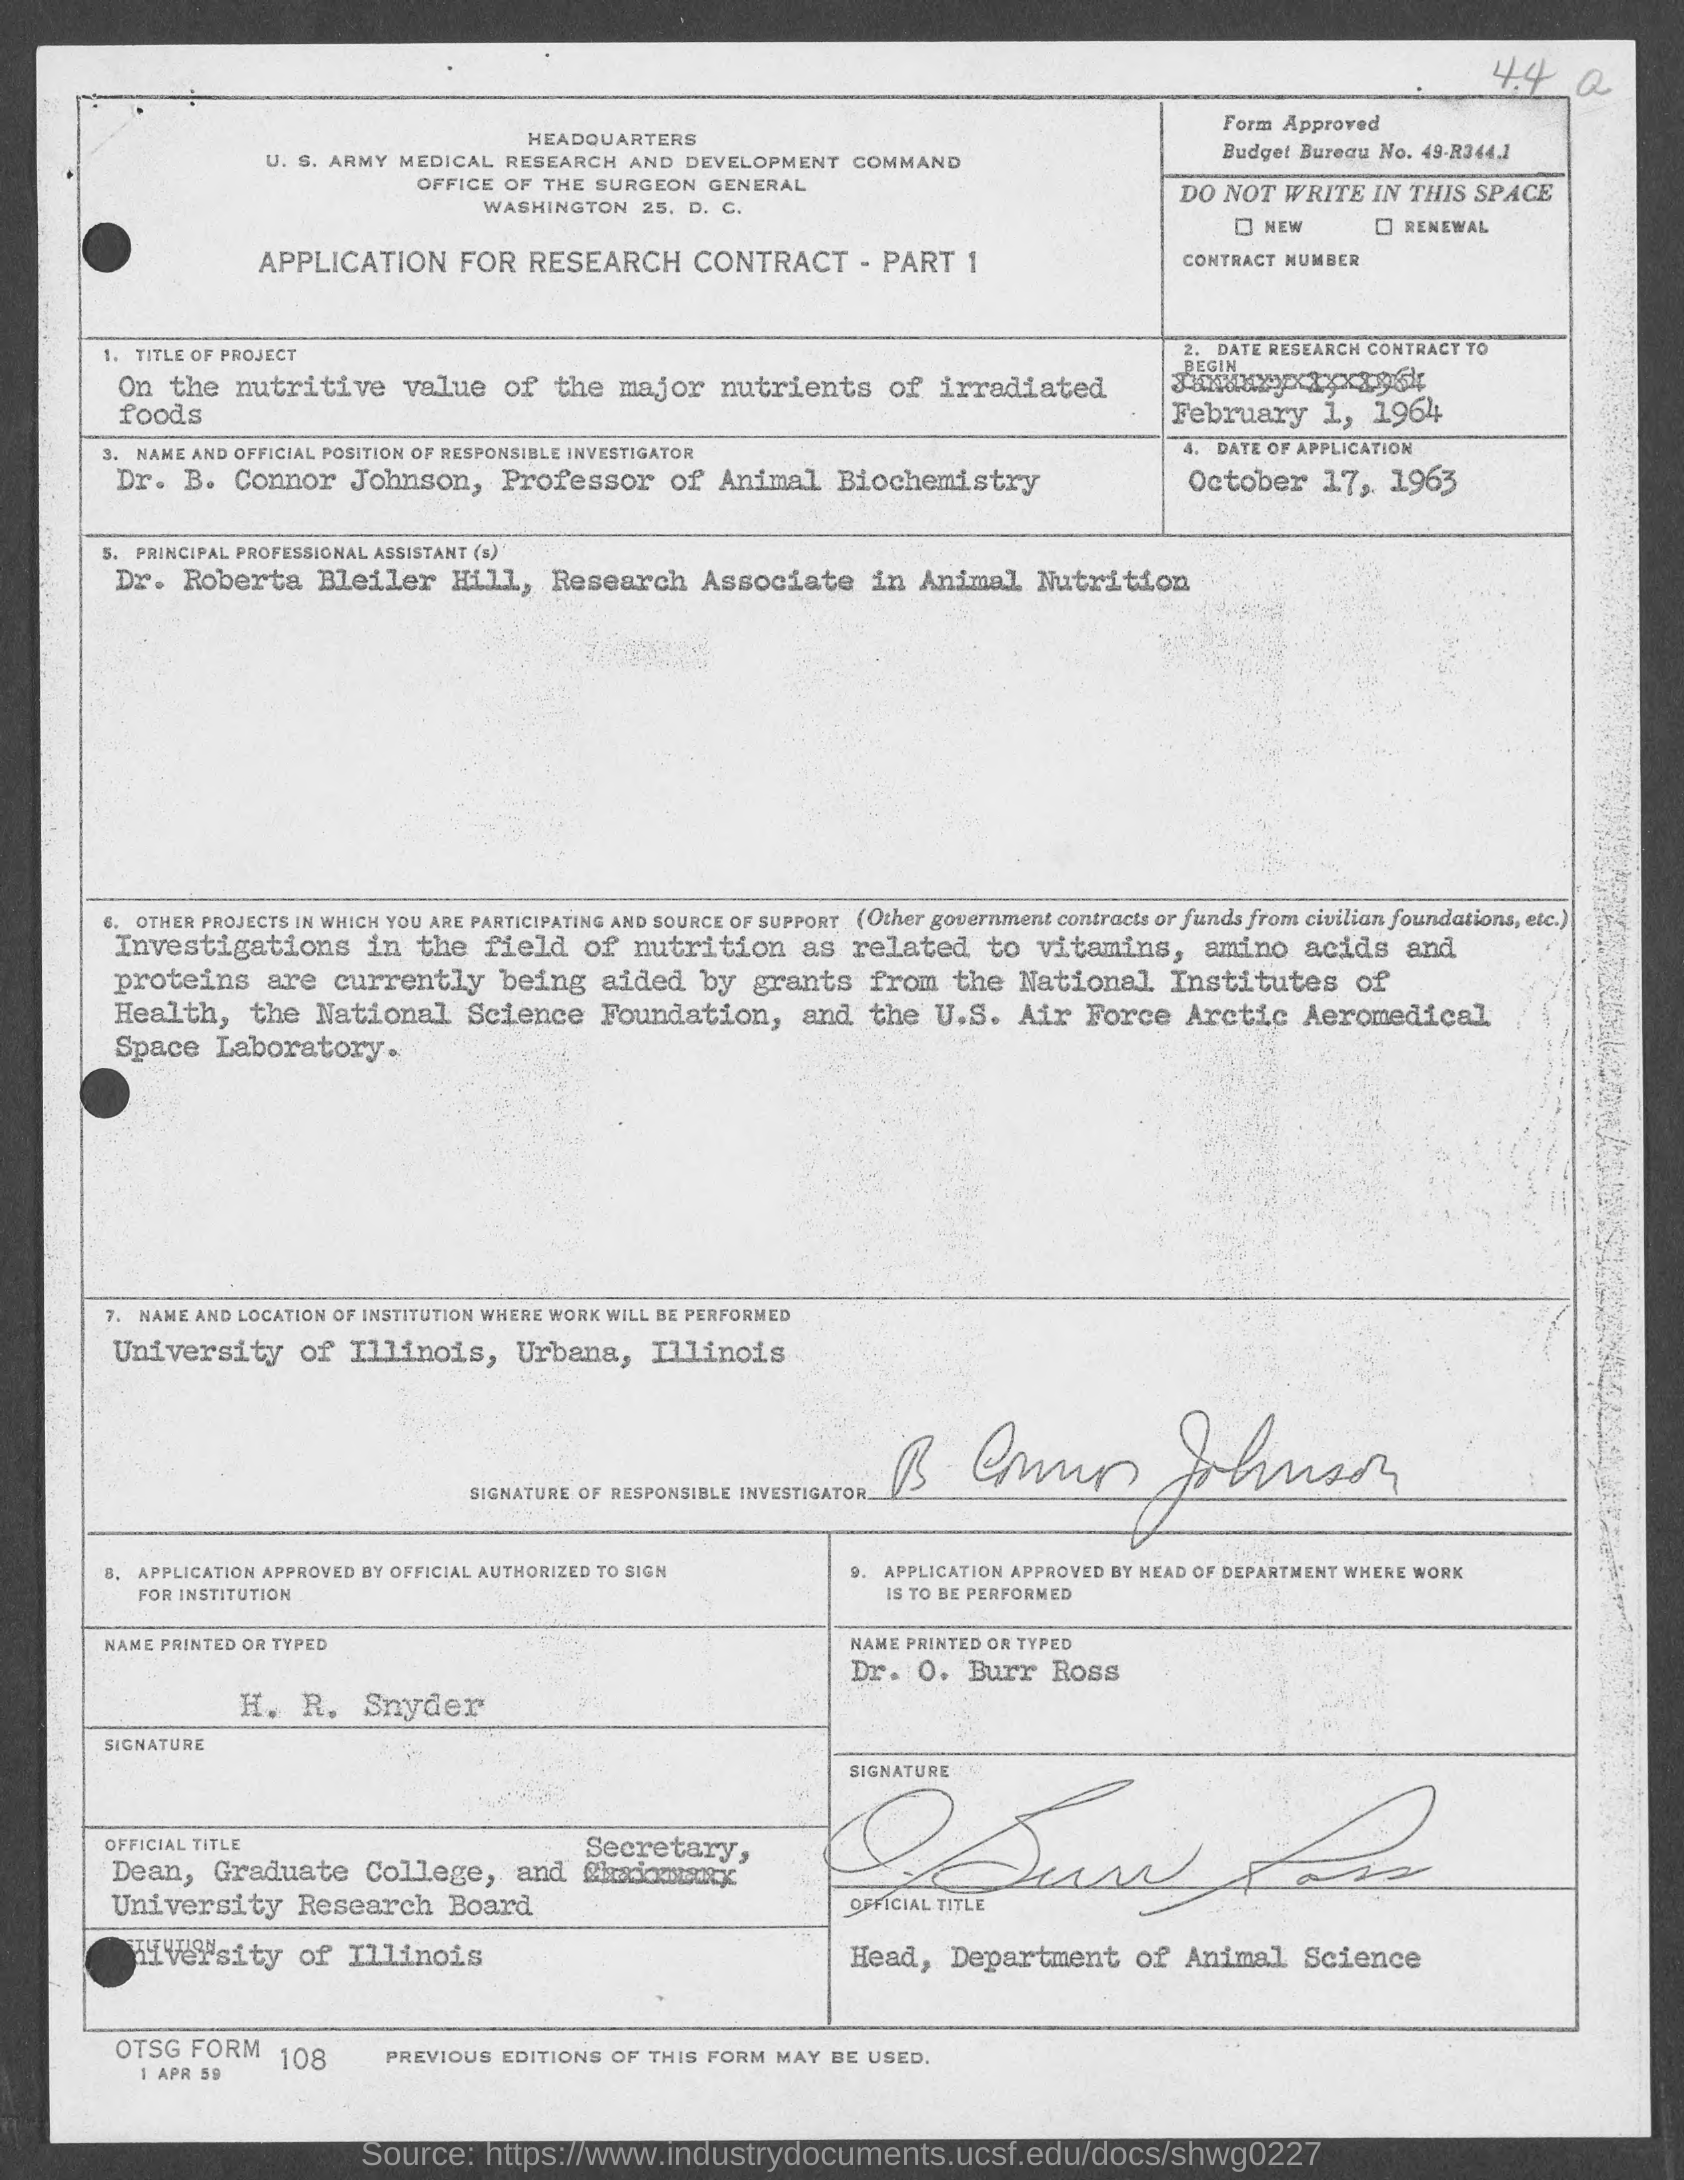 4.4 a
Form Approved
Budget Bureau No. 49-R344.1
HEADQUARTERS
U. S. ARMY MEDICAL RESEARCH AND DEVELOPMENT COMMAND
OFFICE OF THE SURGEON GENERAL
WASHINGTON 25, D. C.
APPLICATION FOR RESEARCH CONTRACT - PART 1
DO NOT WRITE IN THIS SPACE
NEW RENEWAL
CONTRACT NUMBER
1. TITLE OF PROJECT
On the nutritive value of the major nutrients of irradiated
foods
2. DATE RESEARCH CONTRACT TO
BEGIN
January 1, 1964
February 1, 1964
3. NAME AND OFFICIAL POSITION OF RESPONSIBLE INVESTIGATOR
Dr. B. Connor Johnson, Professor of Animal Biochemistry
4. DATE OF APPLICATION
October 17, 1963
5. PRINCIPAL PROFESSIONAL ASSISTANT (s)
Dr. Roberta Bleiler Hill, Research Associate in Animal Nutrition
6. OTHER PROJECTS IN WHICH YOU ARE PARTICIPATING AND SOURCE OF SUPPORT (Other government contracts or funds from civilian foundations, etc.)
Investigations in the field of nutrition as related to vitamins, amino acids and
proteins are currently being aided by grants from the National Institutes of
Health, the National Science Foundation, and the U.S. Air Force Arctic Aeromedical
Space Laboratory.
7. NAME AND LOCATION OF INSTITUTION WHERE WORK WILL BE PERFORMED
University of Illinois, Urbana, Illinois
SIGNATURE OF RESPONSIBLE INVESTIGATOR B Connor Johnson
8. APPLICATION APPROVED BY OFFICIAL AUTHORIZED TO SIGN
FOR INSTITUTION
NAME PRINTED OR TYPED
H. R. Snyder
SIGNATURE
OFFICIAL TITLE
Secretary,
Dean, Graduate College, and Chairman,
University Research Board
STITUTION
niversity of Illinois
9. APPLICATION APPROVED BY HEAD OF DEPARTMENT WHERE WORK
IS TO BE PERFORMED
NAME PRINTED OR TYPED
Dr. O. Burr Ross
SIGNATURE
O. Burr Ross
OFFICIAL TITLE
Head, Department of Animal Science
OTSG FORM 108
1 APR 59
PREVIOUS EDITIONS OF THIS FORM MAY BE USED.
Source: https://www.industrydocuments.ucsf.edu/docs/shwg0227